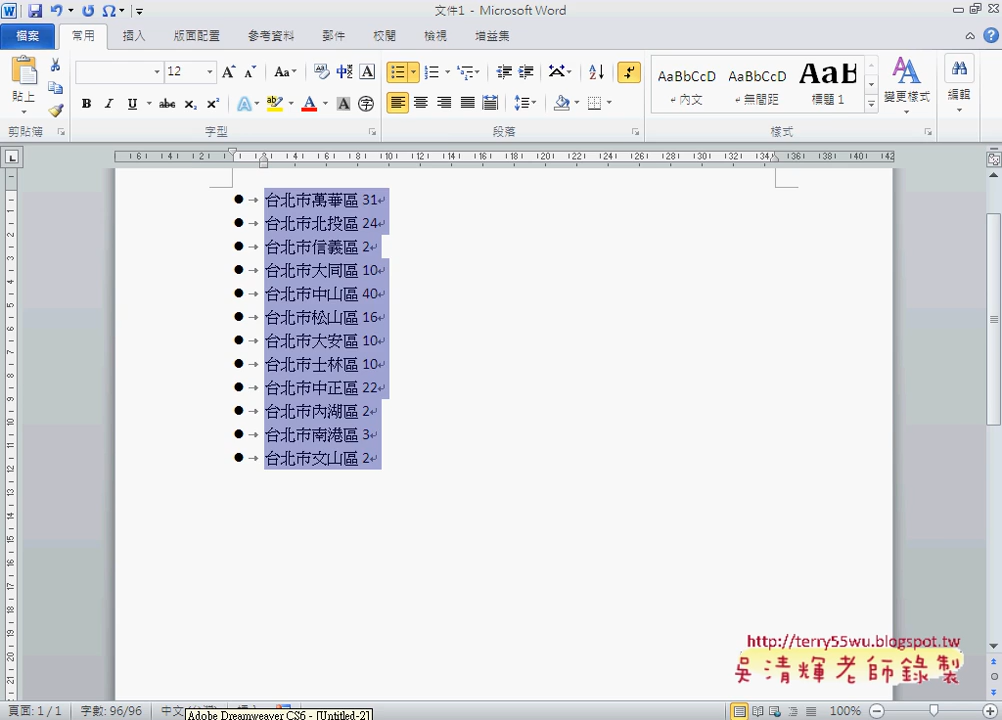 文件1 - Microsoft Word
檔案
常用
插入
版面配置
參考資料
郵件
校閱
檢視
增益集
貼上
剪貼簿
12
字型
段落
AaBbCcD
內文
AaBbCcD
無間距
AaB
標題 1
變更樣式
樣式
編輯
台北市萬華區 31
台北市北投區 24
台北市信義區 2
台北市大同區 10
台北市中山區 40
台北市松山區 16
台北市大安區 10
台北市士林區 10
台北市中正區 22
台北市內湖區 2
台北市南港區 3
台北市文山區 2
http://terry55wu.blogspot.tw
吳清輝老師錄製
頁面: 1 / 1
字數: 96/96
Adobe Dreamweaver CS6 - [Untitled-2]
100%